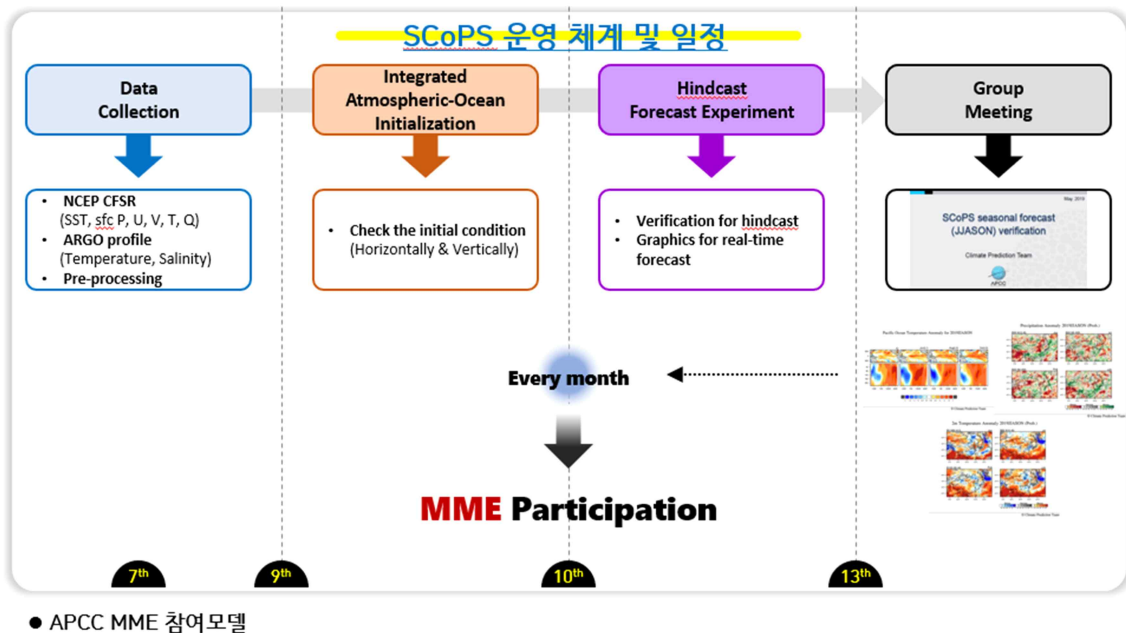 SCoPS 운영 체계 및 일정
Data
Collection
Integrated
Atmospheric-Ocean
Initialization
Hindcast
Forecast Experiment
Group
Meeting
• NCEP CFSR
(SST, sfc P, U, V, T, Q)
• ARGO profile
(Temperature, Salinity)
• Pre-processing
• Check the initial condition
(Horizontally & Vertically)
• Verification for hindcast
• Graphics for real-time
forecast
May, 2019
SCoPS seasonal forecast
(JJASON) verification
Climate Prediction Team
APCC
Every month
MME Participation
7th
9th
10th
13th
● APCC MME 참여모델